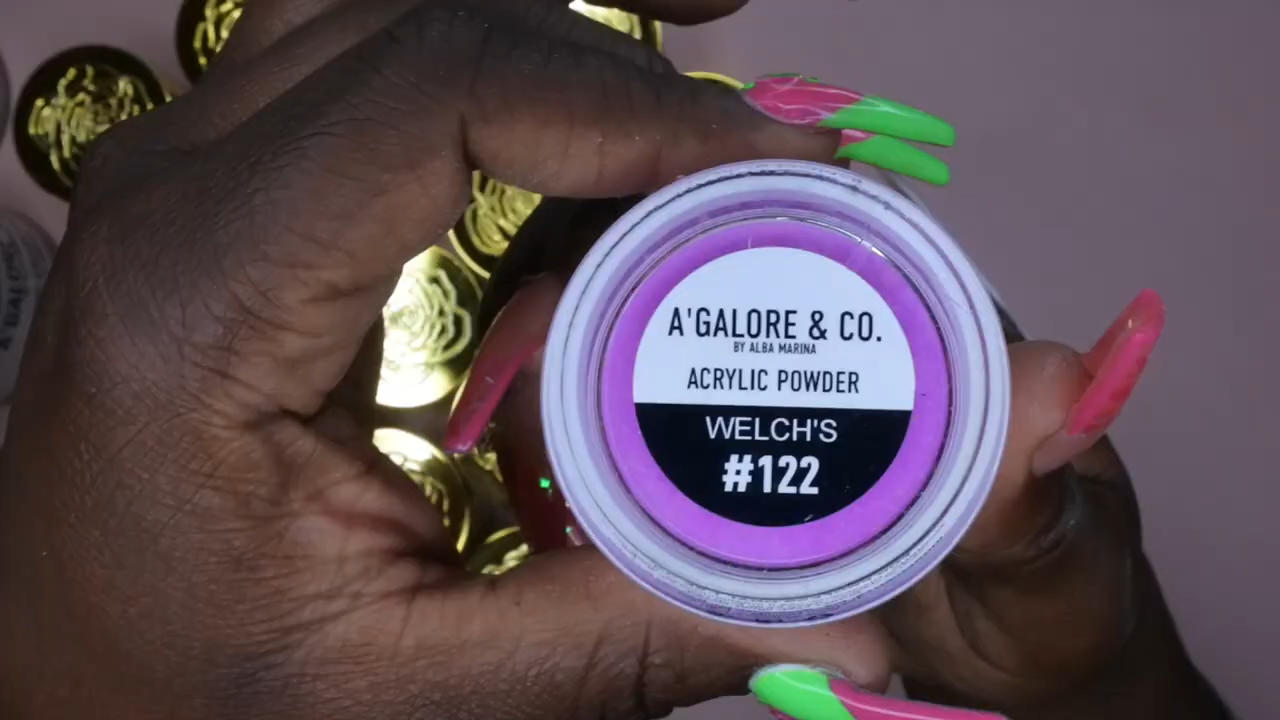 A'GALORE & CO.
BY ALBA MARINA
ACRYLIC POWDER
WELCH'S
#122